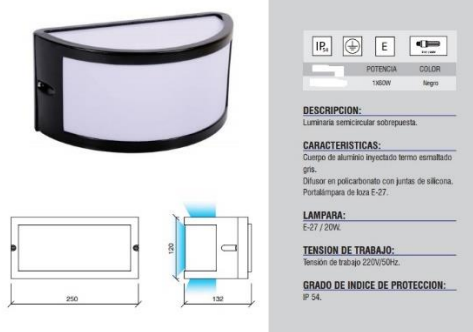 IP54
E
POTENCIA COLOR
1X60W Negro
DESCRIPCION:
Luminaria semicircular sobrepuesta.
CARACTERISTICAS:
Cuerpo de aluminio inyectado termo esmaltado
gris.
Difusor en policarbonato con juntas de silicona.
Portalámpara de loza E-27.
LAMPARA:
E-27 / 20W.
TENSION DE TRABAJO:
Tensión de trabajo 220V/50Hz.
GRADO DE INDICE DE PROTECCION:
IP 54.
120
250
132